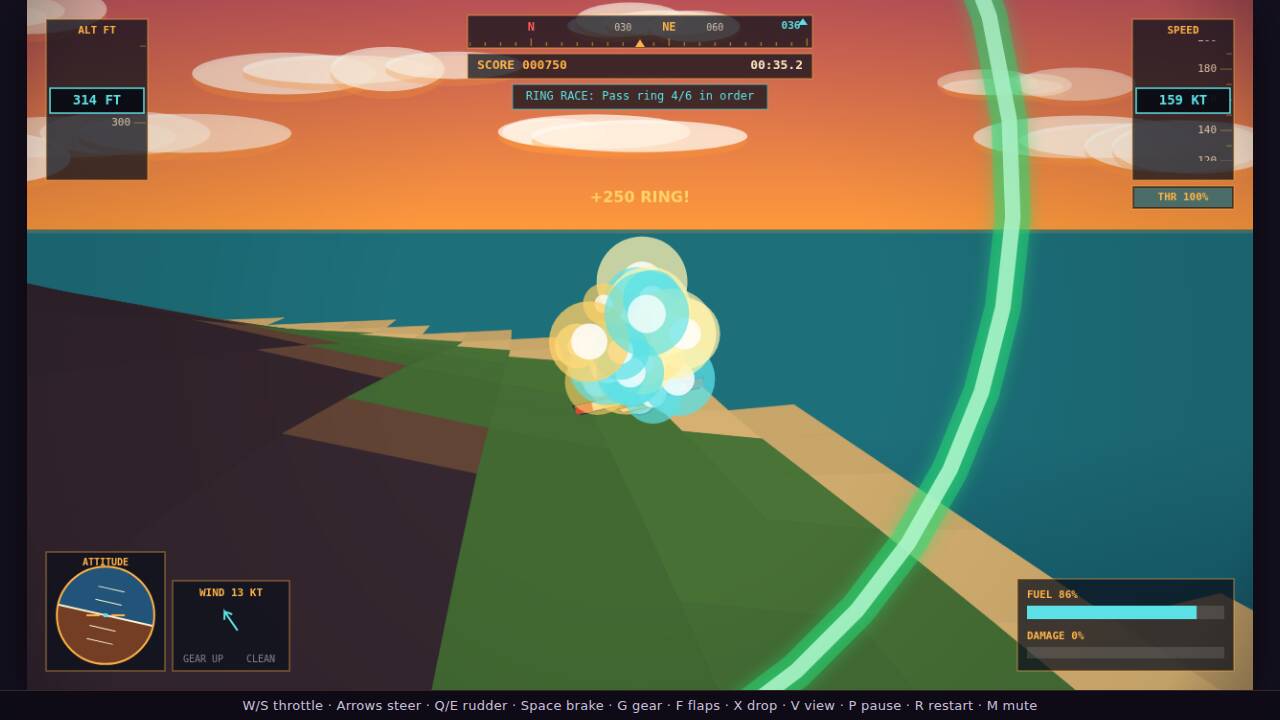 ALT FT
314 FT
300
N 030 NE 060 036
SCORE 000750 00:35.2
RING RACE: Pass ring 4/6 in order
SPEED
180
159 KT
140
THR 100%
+250 RING!
ATTITUDE
WIND 13 KT
GEAR UP CLEAN
FUEL 86%
DAMAGE 0%
W/S throttle · Arrows steer · Q/E rudder · Space brake · G gear · F flaps · X drop · V view · P pause · R restart · M mute